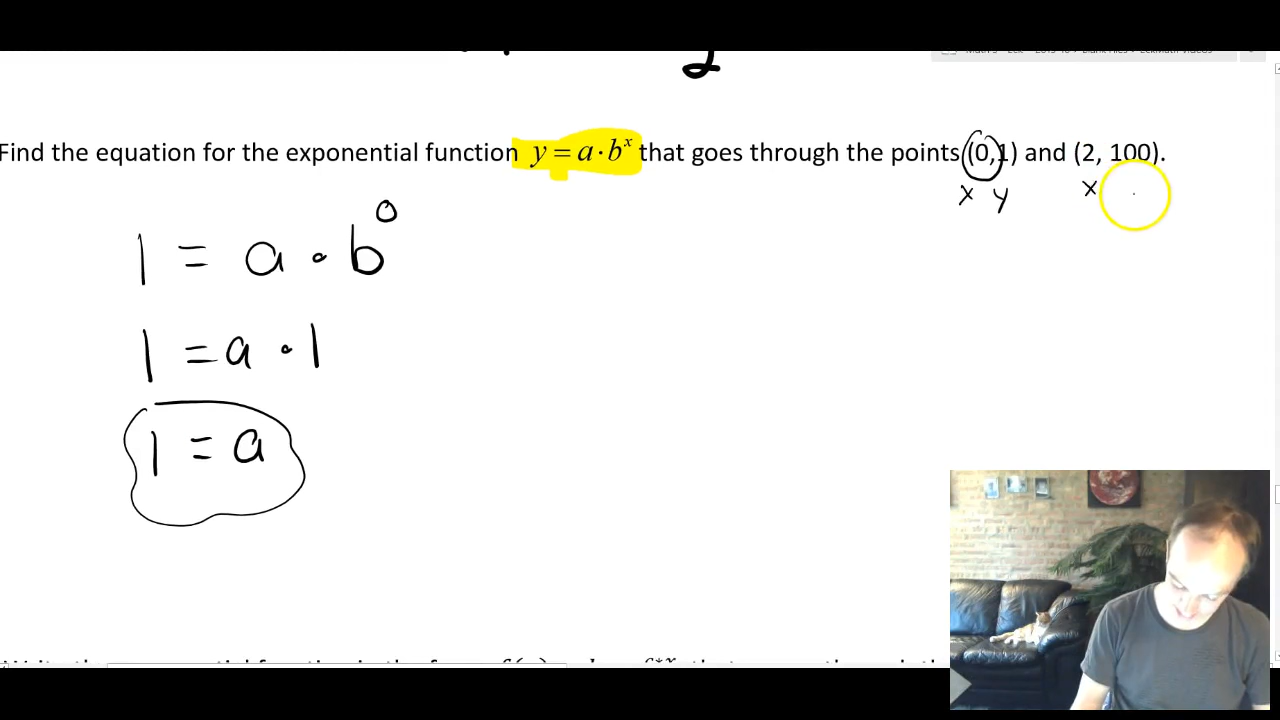 Find the equation for the exponential function y = a · b^x that goes through the points (0,1) and (2, 100).
x y x
1 = a · b^0
1 = a · 1
1 = a